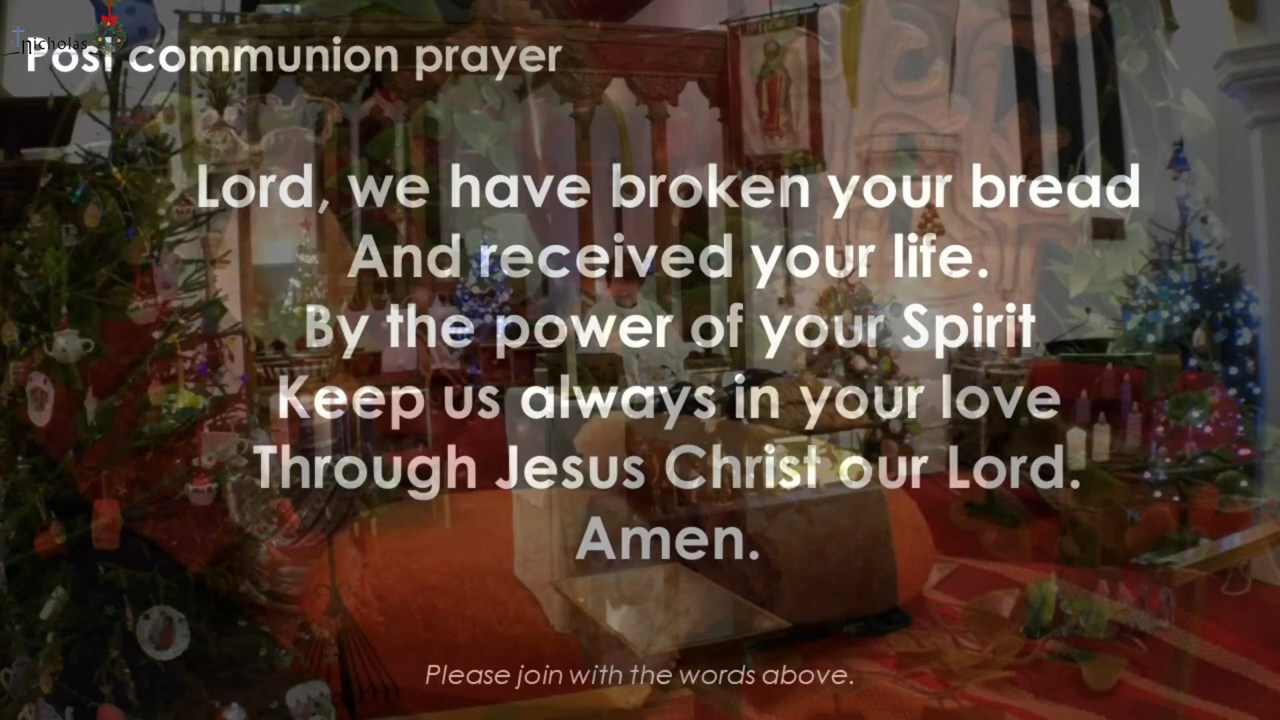 nicholas
Post communion prayer
Lord, we have broken your bread
And received your life.
By the power of your Spirit
Keep us always in your love
Through Jesus Christ our Lord.
Amen.
Please join with the words above.